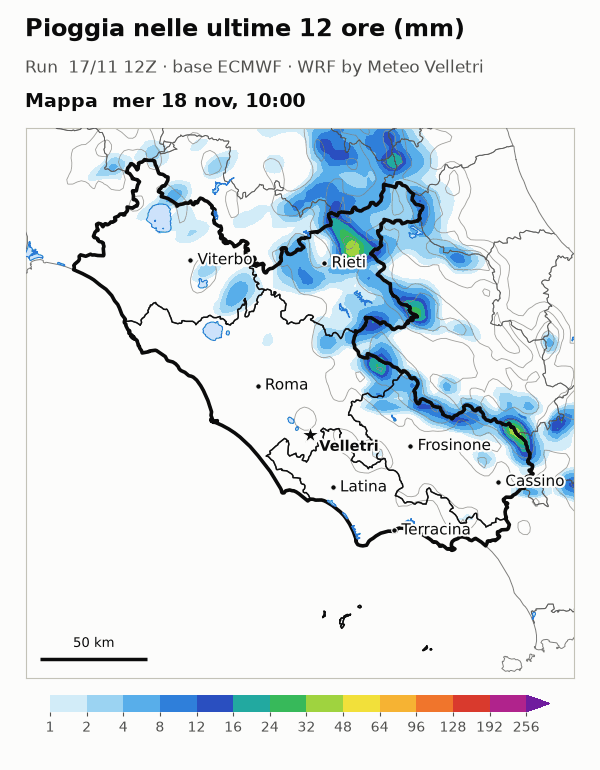 Pioggia nelle ultime 12 ore (mm)
Run  17/11 12Z · base ECMWF · WRF by Meteo Velletri
Mappa  mer 18 nov, 10:00
Viterbo
Rieti
Roma
Velletri
Frosinone
Latina
Cassino
Terracina
50 km
1 2 4 8 12 16 24 32 48 64 96 128 192 256